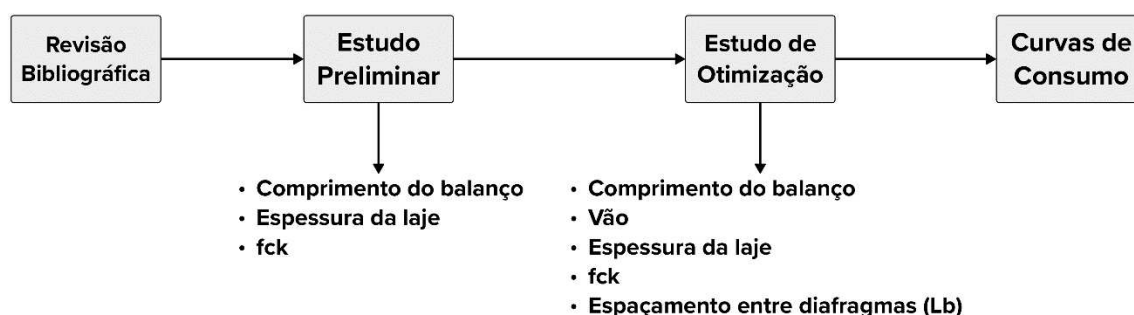 Revisão
Bibliográfica
Estudo
Preliminar
Estudo de
Otimização
Curvas de
Consumo
• Comprimento do balanço
• Espessura da laje
• fck
• Comprimento do balanço
• Vão
• Espessura da laje
• fck
• Espaçamento entre diafragmas (Lb)